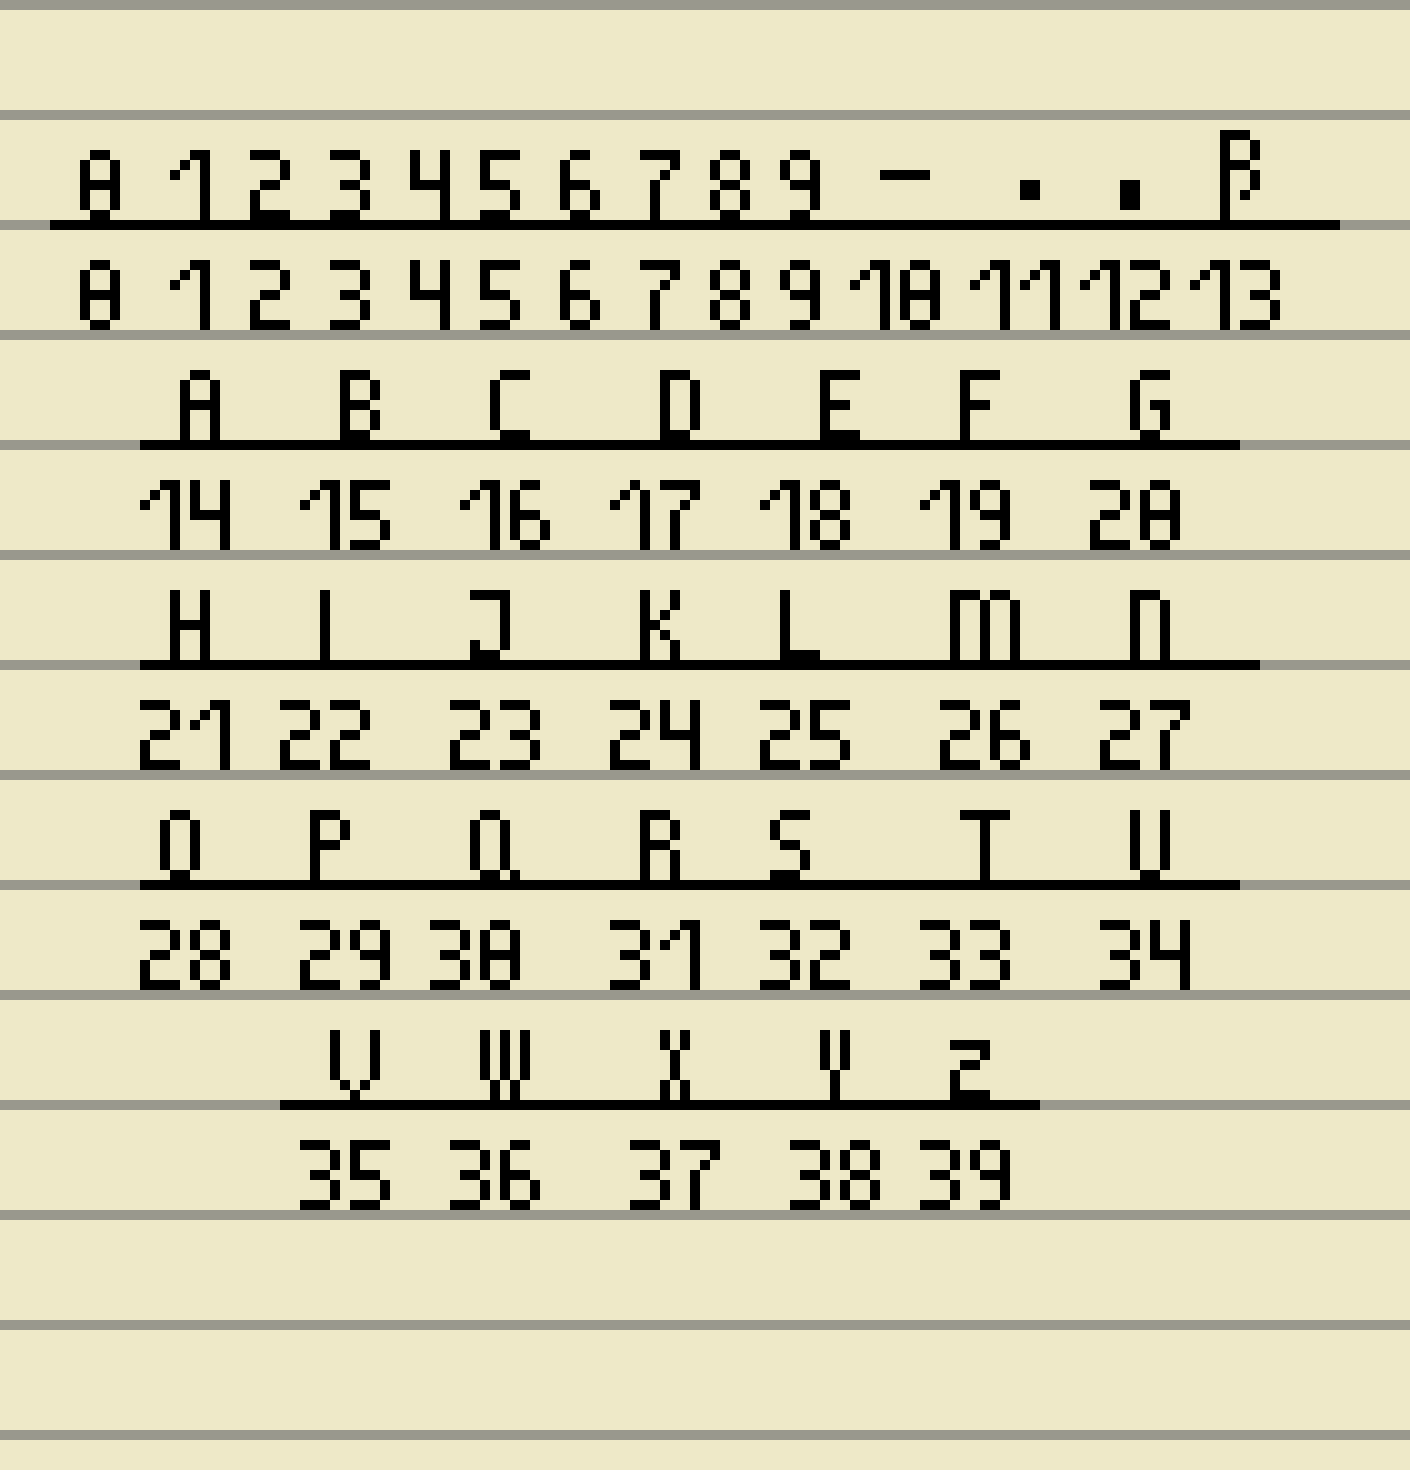 0 1 2 3 4 5 6 7 8 9 - . . β
0 1 2 3 4 5 6 7 8 9 10 11 12 13
A B C D E F G
14 15 16 17 18 19 20
H I J K L M N
21 22 23 24 25 26 27
O P Q R S T U
28 29 30 31 32 33 34
V W X Y Z
35 36 37 38 39